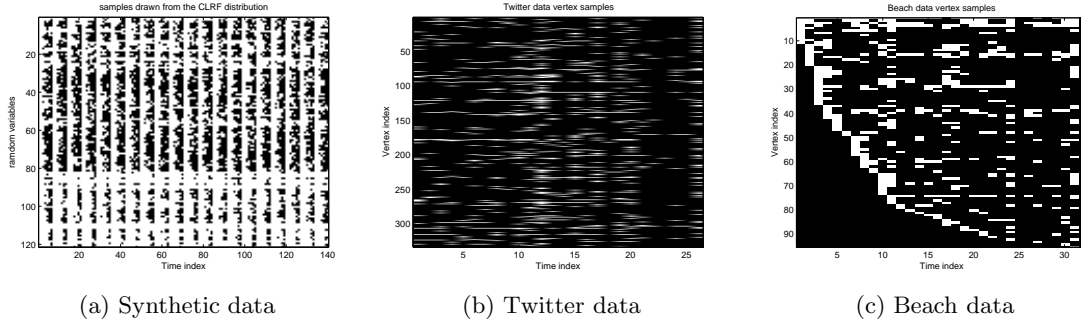 samples drawn from the CLRF distribution
ramdom variables
20
40
60
80
100
120
20 40 60 80 100 120 140
Time index
(a) Synthetic data
Twitter data vertex samples
Vertex index
50
100
150
200
250
300
5 10 15 20 25
Time index
(b) Twitter data
Beach data vertex samples
Vertex index
10
20
30
40
50
60
70
80
90
5 10 15 20 25 30
Time index
(c) Beach data